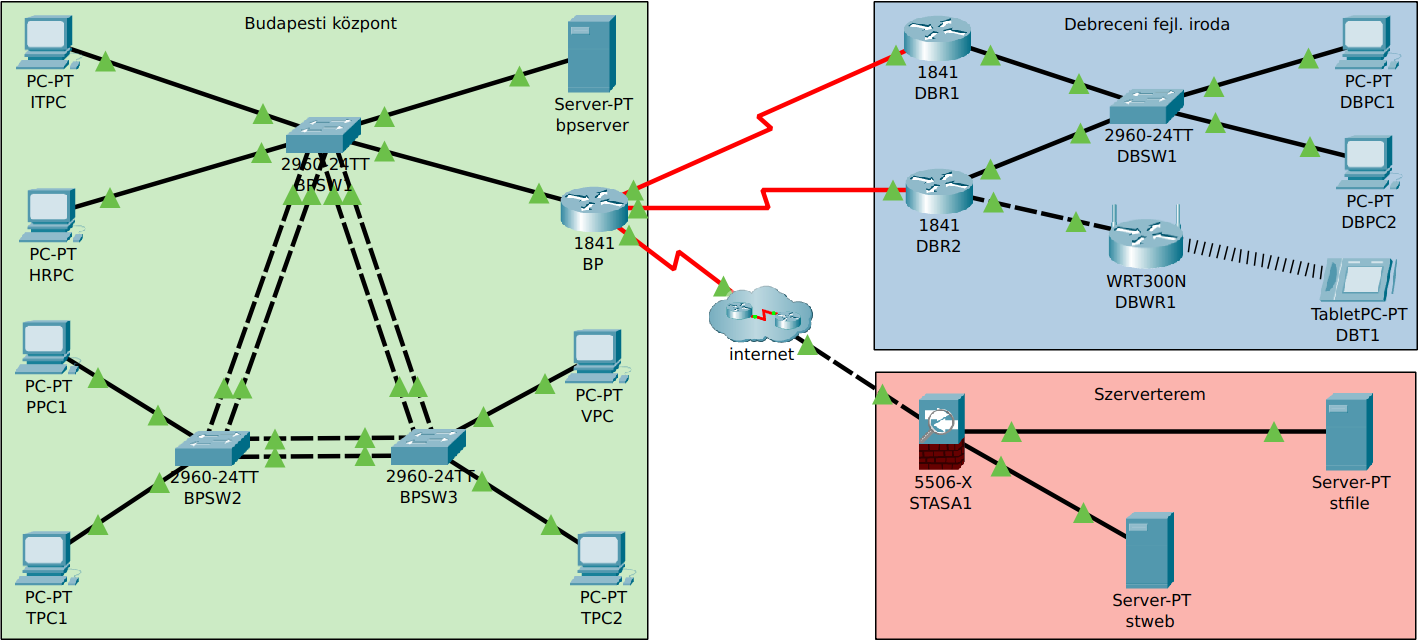 Budapesti központ
PC-PT
ITPC
Server-PT
bpserver
2960-24TT
BPSW1
PC-PT
HRPC
1841
BP
PC-PT
PPC1
PC-PT
VPC
2960-24TT
BPSW2
2960-24TT
BPSW3
PC-PT
TPC1
PC-PT
TPC2
internet
Debreceni fejl. iroda
1841
DBR1
PC-PT
DBPC1
2960-24TT
DBSW1
1841
DBR2
PC-PT
DBPC2
WRT300N
DBWR1
TabletPC-PT
DBT1
Szerverterem
5506-X
STASA1
Server-PT
stfile
Server-PT
stweb